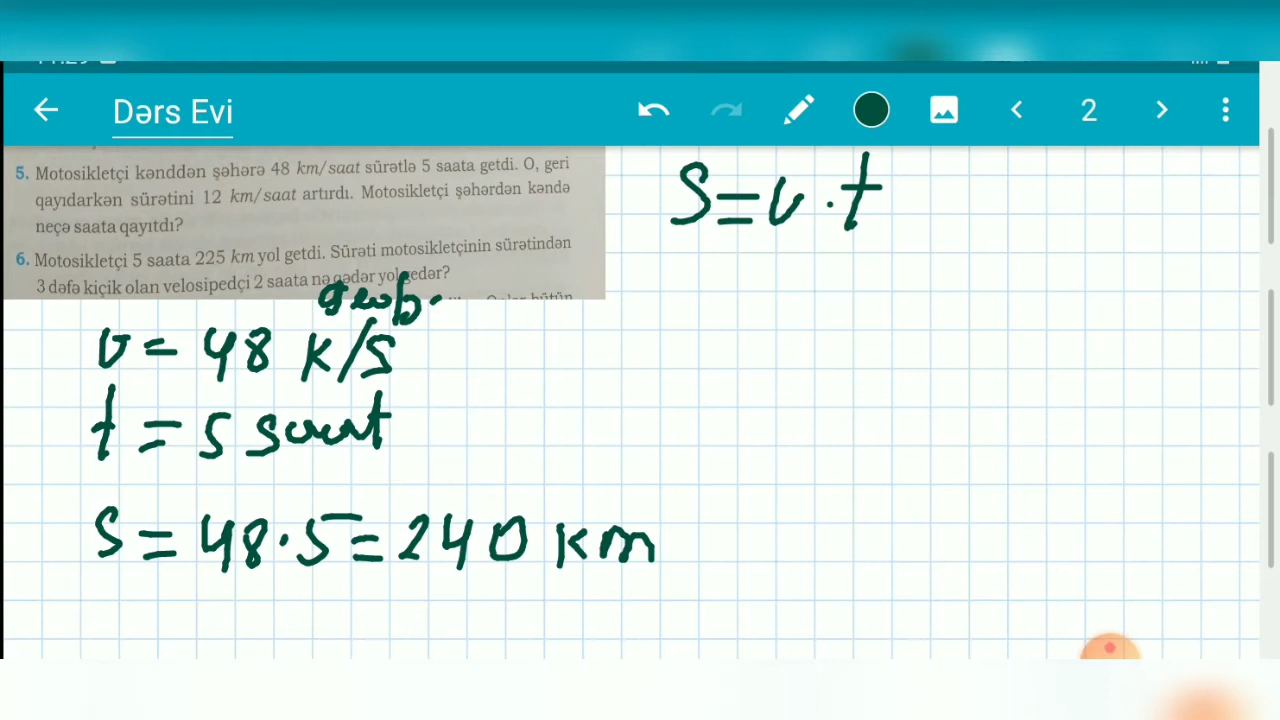 Dərs Evi
2
5. Motosikletçi kənddən şəhərə 48 km/saat sürətlə 5 saata getdi. O, geri
qayıdarkən sürətini 12 km/saat artırdı. Motosikletçi şəhərdən kəndə
neçə saata qayıtdı?
6. Motosikletçi 5 saata 225 km yol getdi. Sürəti motosikletçinin sürətindən
3 dəfə kiçik olan velosipedçi 2 saata nə qədər yol gedər?
S=v.t
v = 48 k/s
t = 5 saat
S = 48·5=240 km